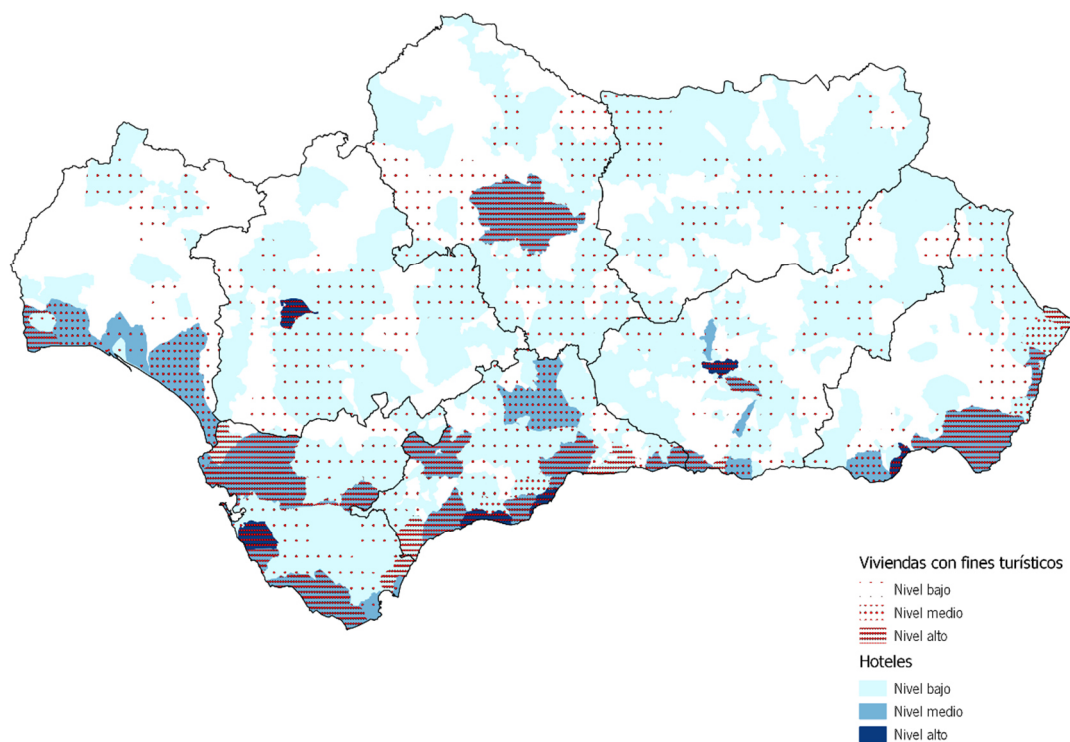 Viviendas con fines turísticos
Nivel bajo
Nivel medio
Nivel alto
Hoteles
Nivel bajo
Nivel medio
Nivel alto